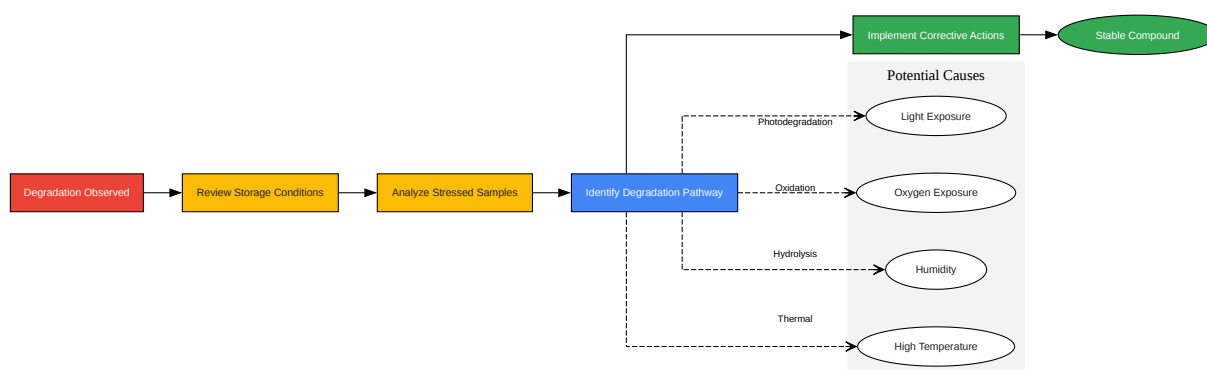 Implement Corrective Actions
Stable Compound
Potential Causes
Light Exposure
Photodegradation
Degradation Observed
Review Storage Conditions
Analyze Stressed Samples
Identify Degradation Pathway
Oxidation
Oxygen Exposure
Hydrolysis
Humidity
Thermal
High Temperature